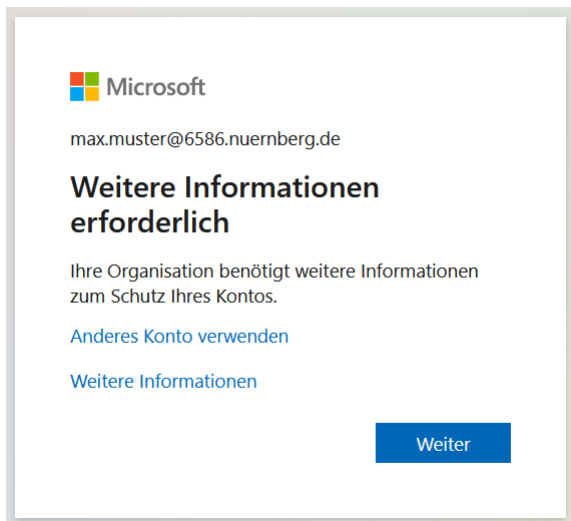 Microsoft
max.muster@6586.nuernberg.de
Weitere Informationen
erforderlich
Ihre Organisation benötigt weitere Informationen
zum Schutz Ihres Kontos.
Anderes Konto verwenden
Weitere Informationen
Weiter